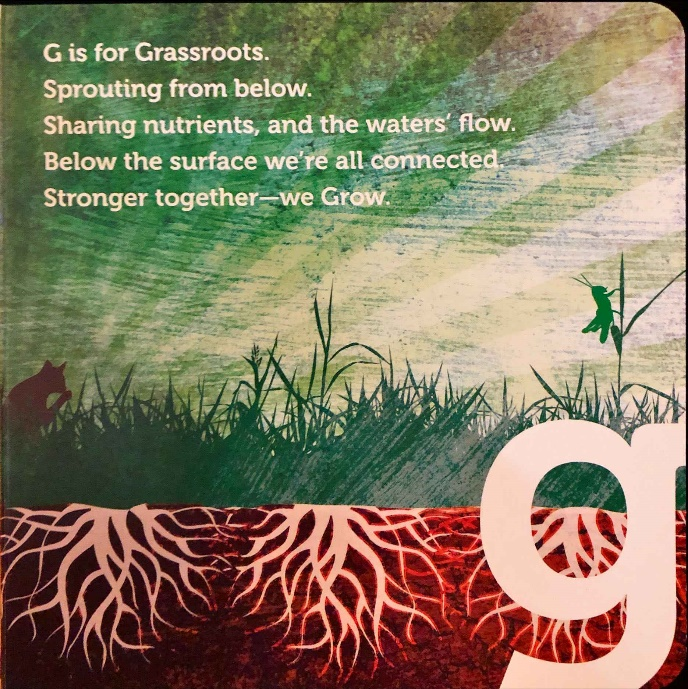 G is for Grassroots.
Sprouting from below.
Sharing nutrients, and the waters’ flow.
Below the surface we’re all connected.
Stronger together—we Grow.
g